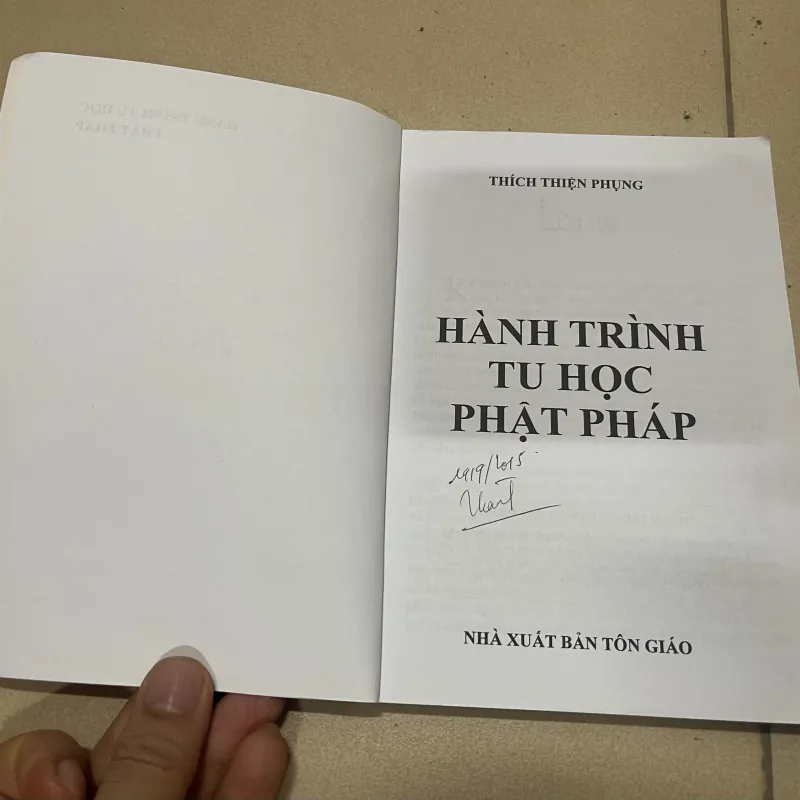 THÍCH THIỆN PHỤNG
HÀNH TRÌNH
TU HỌC
PHẬT PHÁP
NHÀ XUẤT BẢN TÔN GIÁO